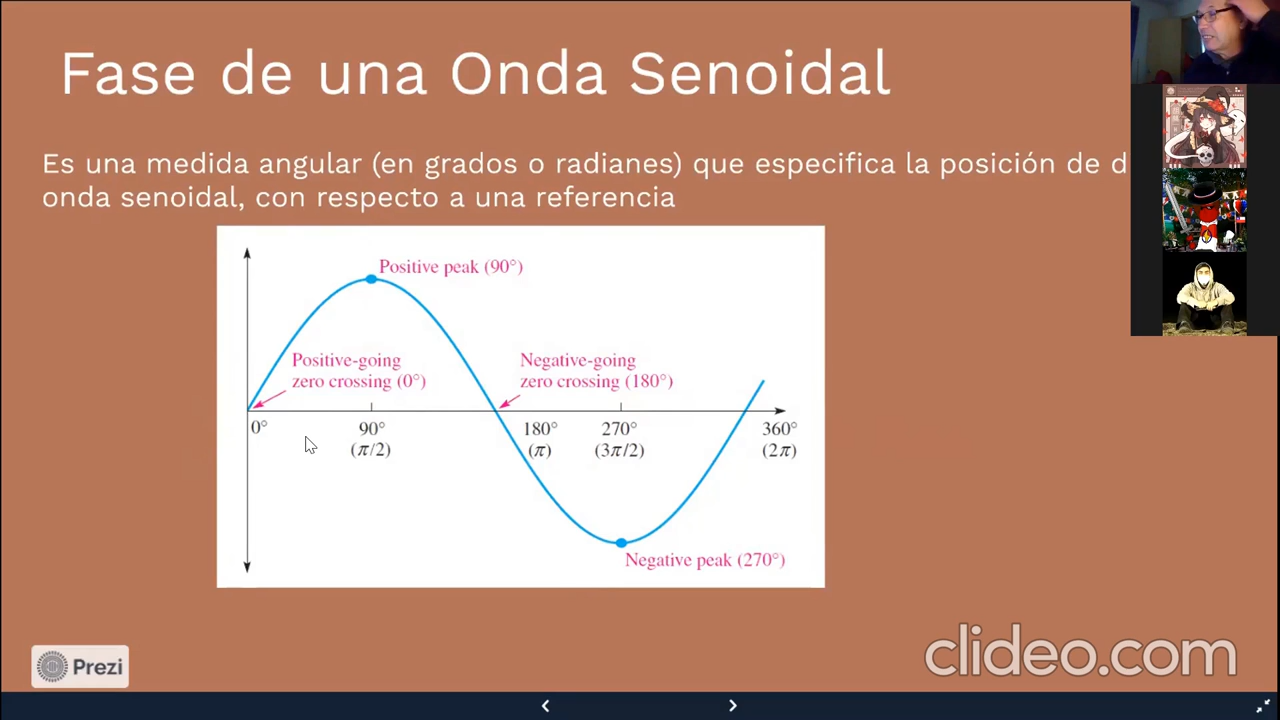 Fase de una Onda Senoidal
Es una medida angular (en grados o radianes) que especifica la posición de d
onda senoidal, con respecto a una referencia
Positive peak (90°)
Positive-going
zero crossing (0°)
Negative-going
zero crossing (180°)
0°
90°
(π/2)
180°
(π)
270°
(3π/2)
360°
(2π)
Negative peak (270°)
Prezi
clideo.com